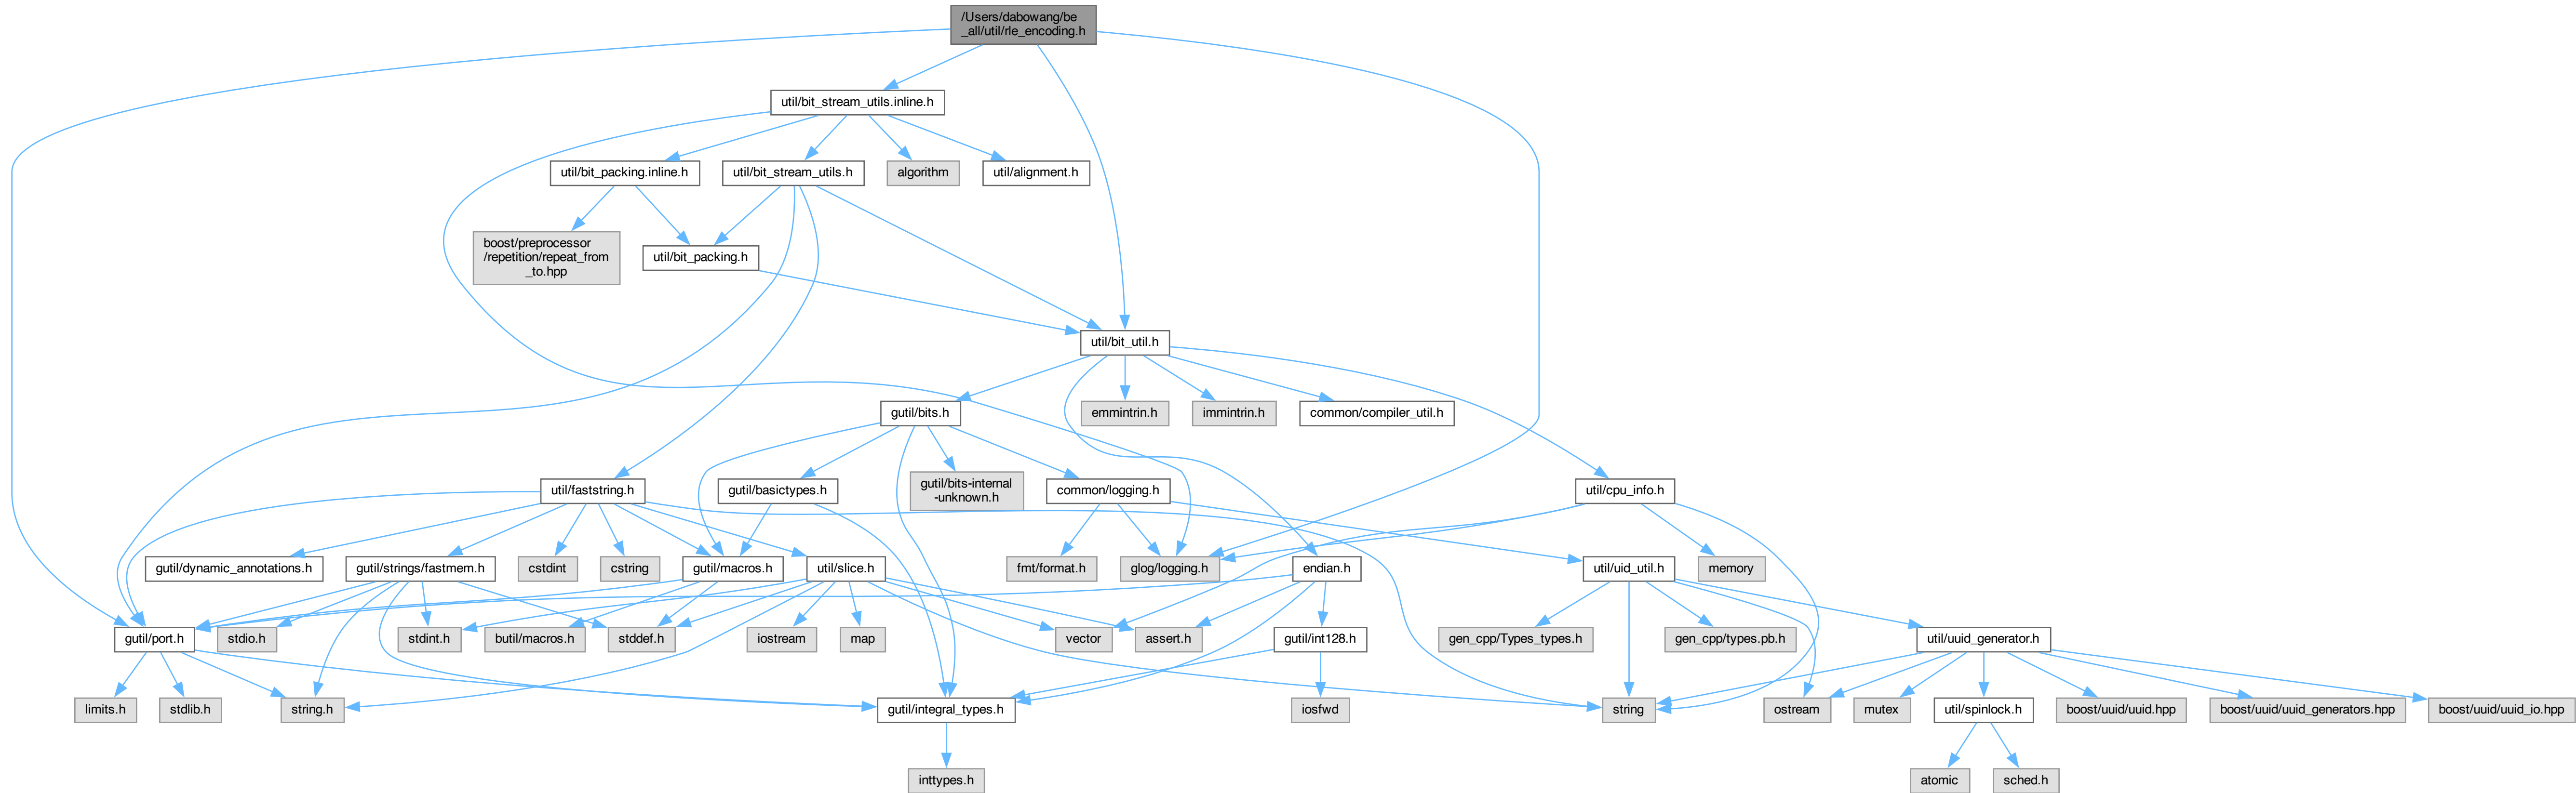 /Users/dabowang/be
_all/util/rle_encoding.h
util/bit_stream_utils.inline.h
util/bit_packing.inline.h
util/bit_stream_utils.h
algorithm
util/alignment.h
boost/preprocessor
/repetition/repeat_from
_to.hpp
util/bit_packing.h
util/bit_util.h
gutil/bits.h
emmintrin.h
immintrin.h
common/compiler_util.h
util/faststring.h
gutil/basictypes.h
gutil/bits-internal
-unknown.h
common/logging.h
util/cpu_info.h
gutil/dynamic_annotations.h
gutil/strings/fastmem.h
cstdint
cstring
gutil/macros.h
util/slice.h
fmt/format.h
glog/logging.h
endian.h
util/uid_util.h
memory
gutil/port.h
stdio.h
stdint.h
butil/macros.h
stddef.h
iostream
map
vector
assert.h
gutil/int128.h
gen_cpp/Types_types.h
gen_cpp/types.pb.h
util/uuid_generator.h
limits.h
stdlib.h
string.h
gutil/integral_types.h
iosfwd
string
ostream
mutex
util/spinlock.h
boost/uuid/uuid.hpp
boost/uuid/uuid_generators.hpp
boost/uuid/uuid_io.hpp
inttypes.h
atomic
sched.h